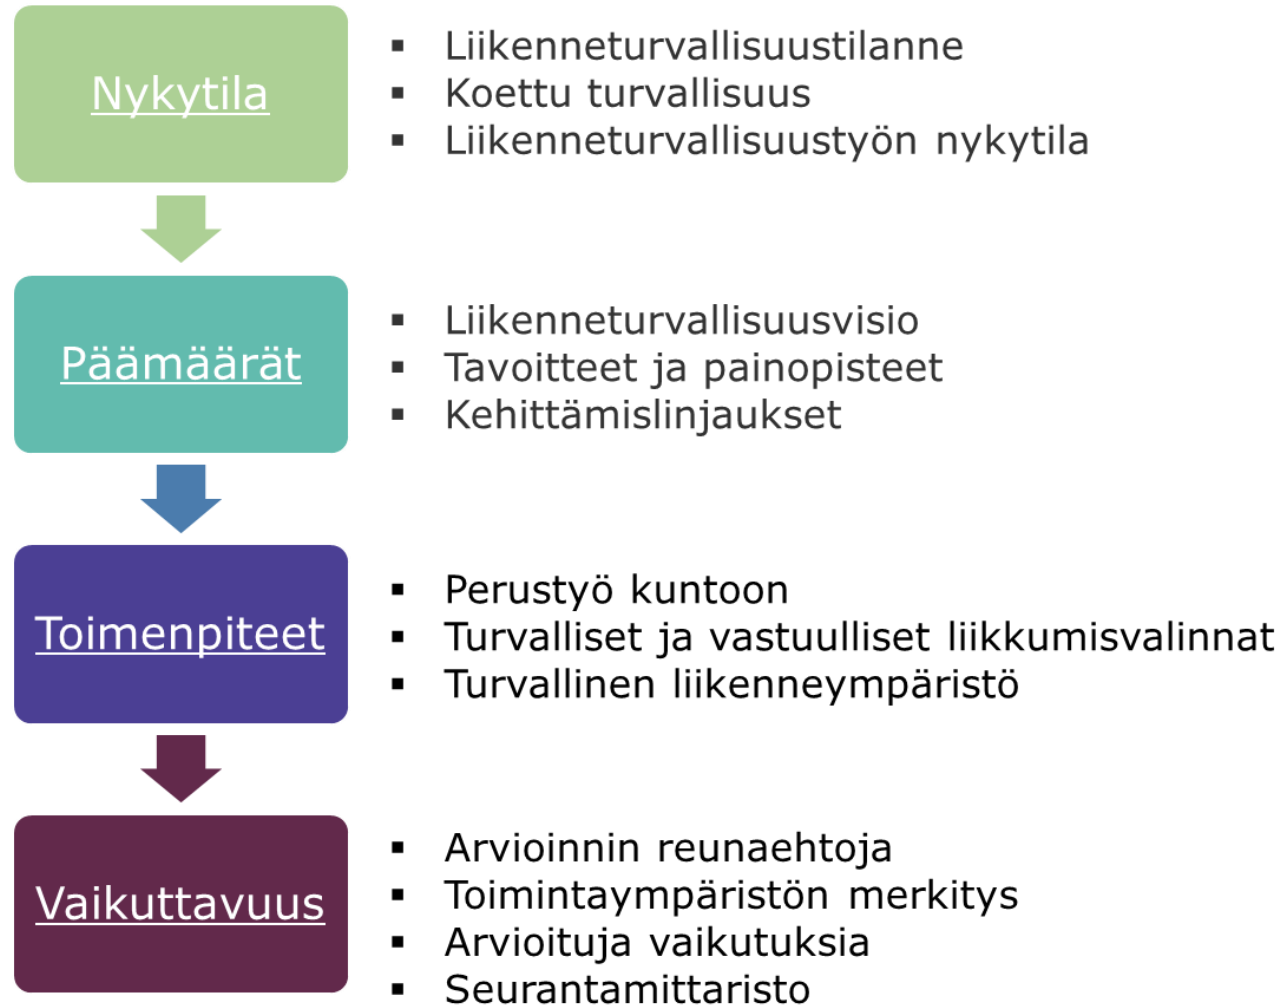 Nykytila
▪ Liikenneturvallisuustilanne
▪ Koettu turvallisuus
▪ Liikenneturvallisuustyön nykytila
Päämäärät
▪ Liikenneturvallisuusvisio
▪ Tavoitteet ja painopisteet
▪ Kehittämislinjaukset
Toimenpiteet
▪ Perustyö kuntoon
▪ Turvalliset ja vastuulliset liikkumisvalinnat
▪ Turvallinen liikenneympäristö
Vaikuttavuus
▪ Arvioinnin reunaehtoja
▪ Toimintaympäristön merkitys
▪ Arvioituja vaikutuksia
▪ Seurantamittaristo